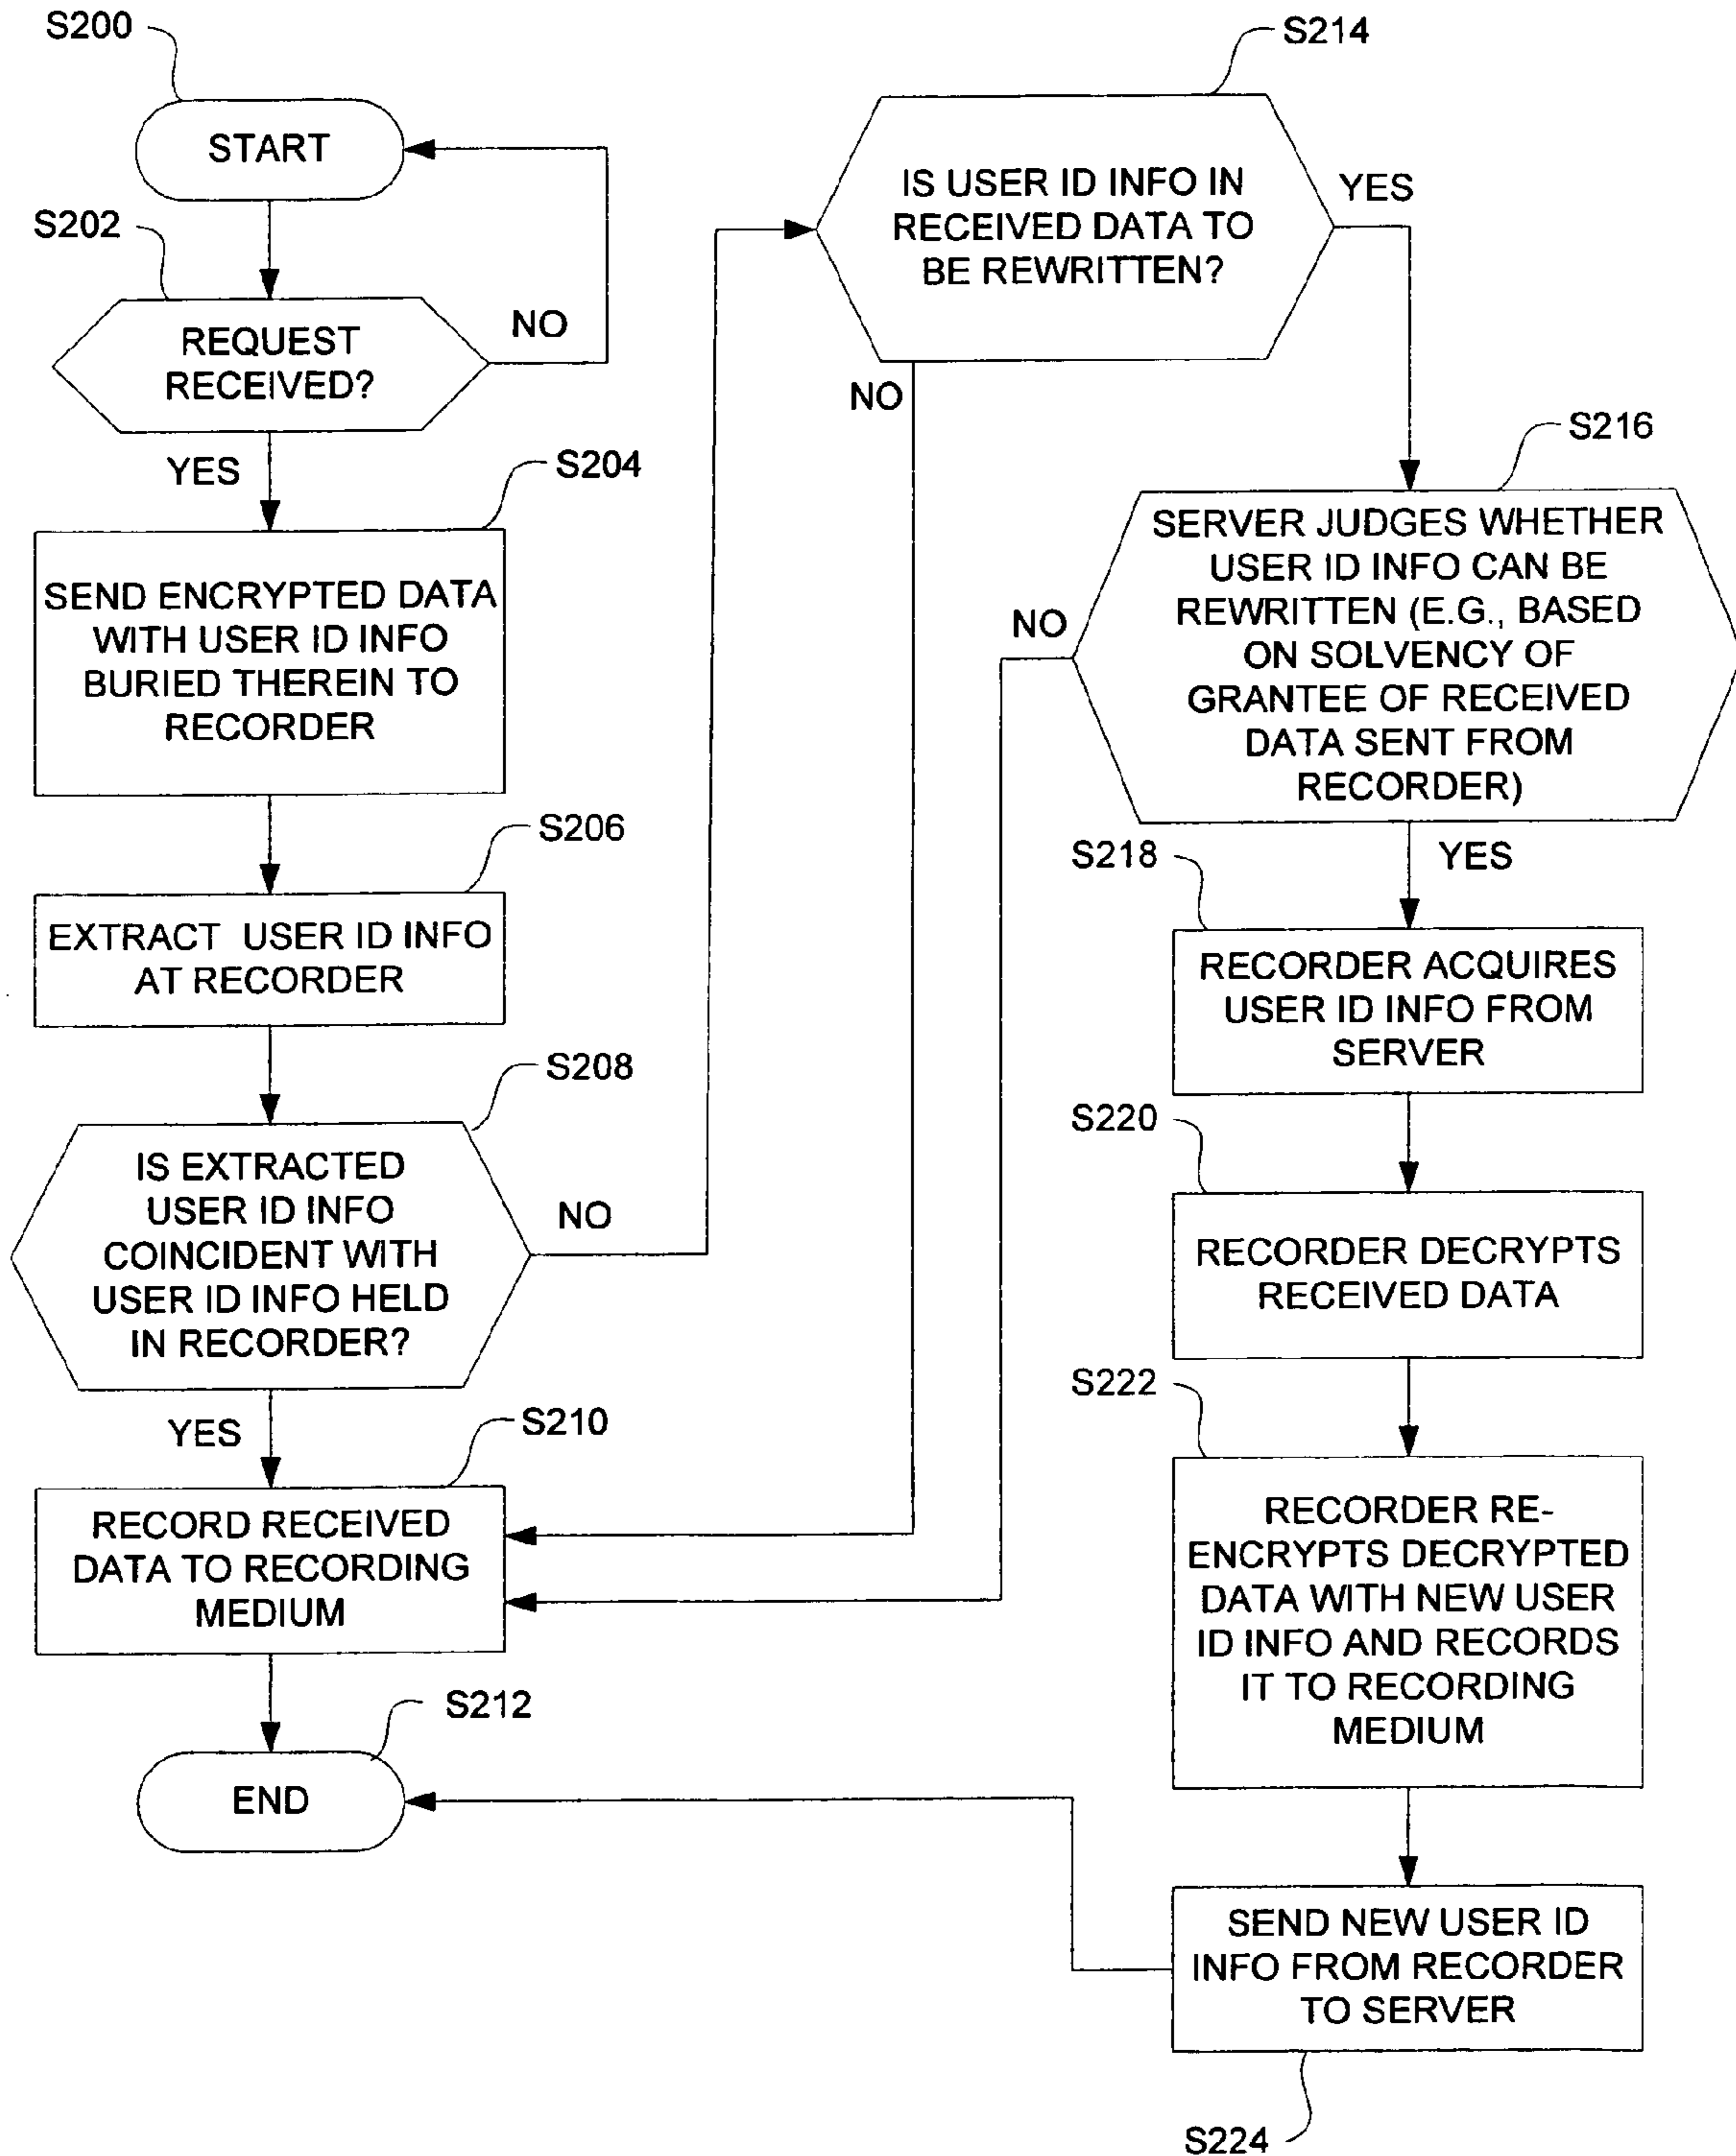 S200
START
S202
REQUEST
RECEIVED?
NO
YES
S204
SEND ENCRYPTED DATA
WITH USER ID INFO
BURIED THEREIN TO
RECORDER
S206
EXTRACT USER ID INFO
AT RECORDER
S208
IS EXTRACTED
USER ID INFO
COINCIDENT WITH
USER ID INFO HELD
IN RECORDER?
NO
YES
S210
RECORD RECEIVED
DATA TO RECORDING
MEDIUM
S212
END
S214
IS USER ID INFO IN
RECEIVED DATA TO
BE REWRITTEN?
YES
NO
S216
SERVER JUDGES WHETHER
USER ID INFO CAN BE
REWRITTEN (E.G., BASED
ON SOLVENCY OF
GRANTEE OF RECEIVED
DATA SENT FROM
RECORDER)
NO
YES
S218
RECORDER ACQUIRES
USER ID INFO FROM
SERVER
S220
RECORDER DECRYPTS
RECEIVED DATA
S222
RECORDER RE-
ENCRYPTS DECRYPTED
DATA WITH NEW USER
ID INFO AND RECORDS
IT TO RECORDING
MEDIUM
SEND NEW USER ID
INFO FROM RECORDER
TO SERVER
S224